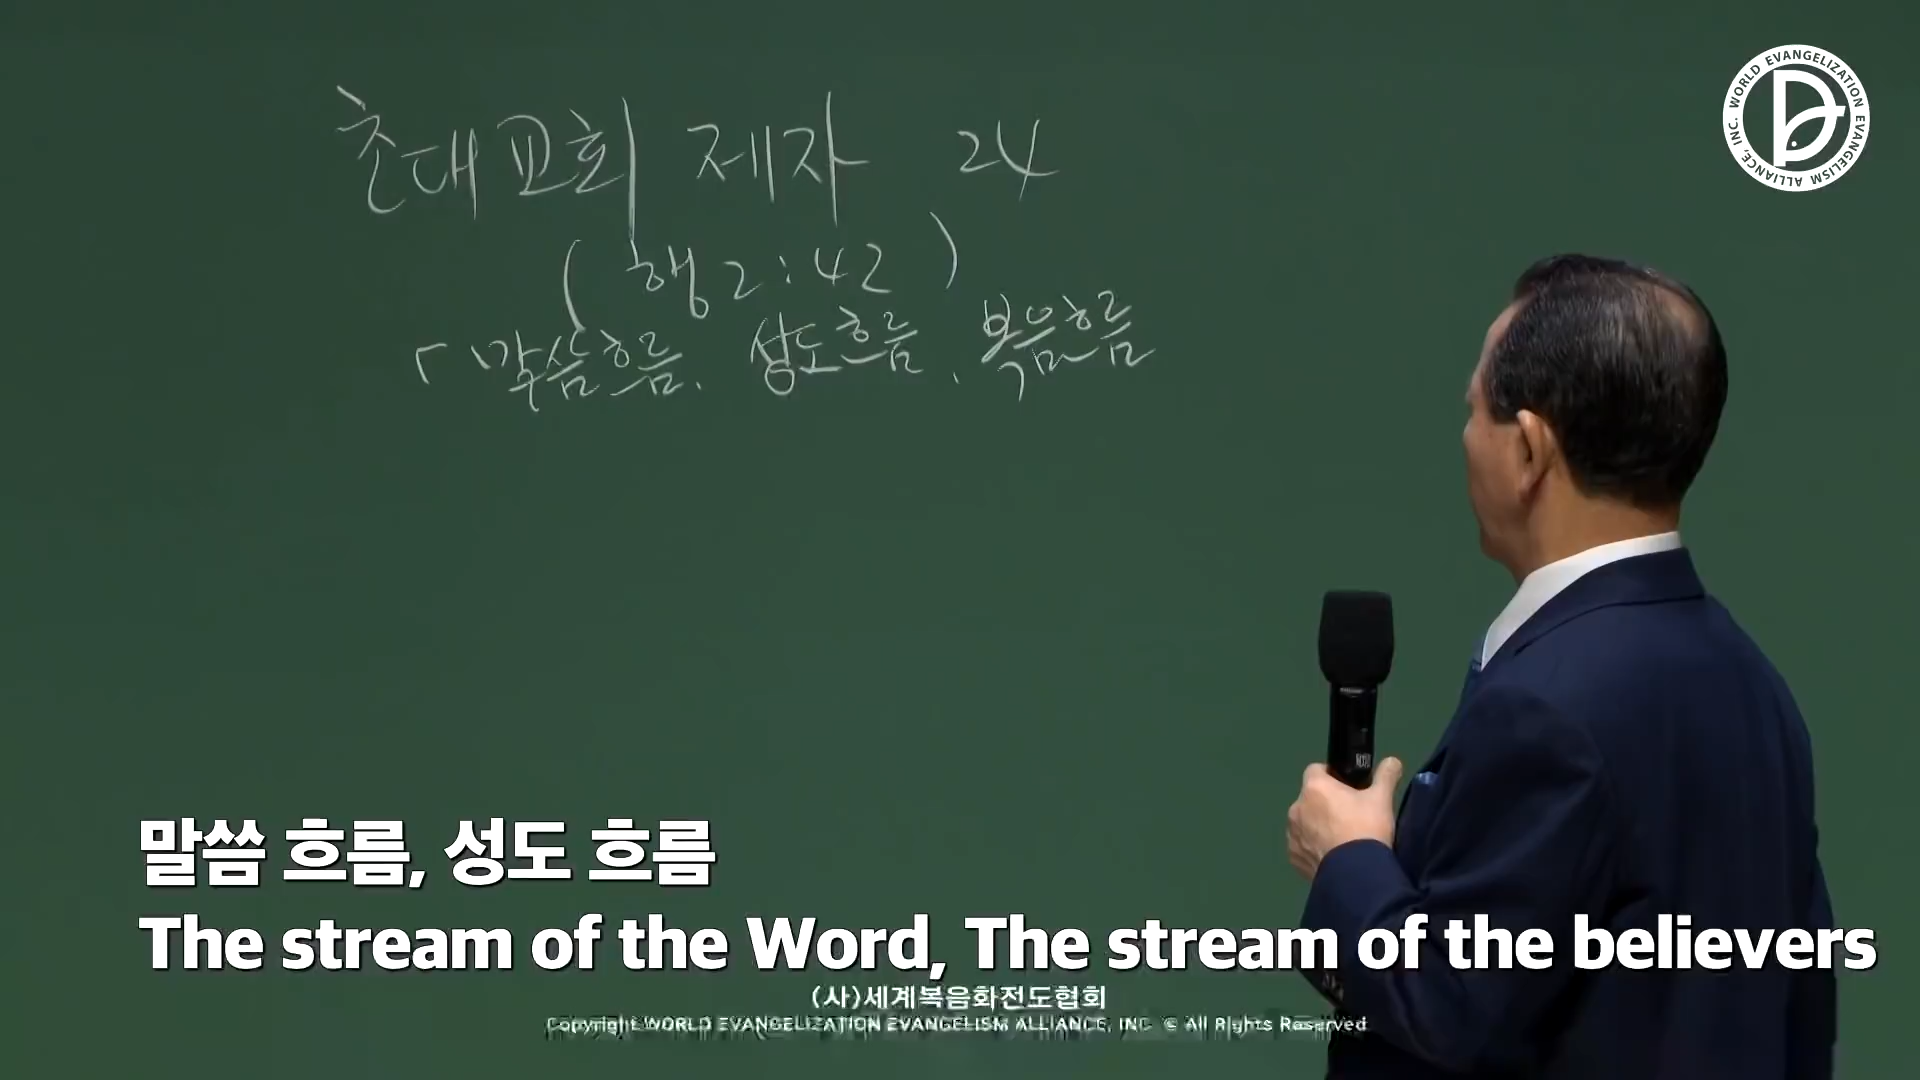 초대교회 제자 24
(행2:42)
「말씀흐름, 성도흐름, 복음흐름
WORLD EVANGELIZATION EVANGELISM ALLIANCE, INC.
말씀 흐름, 성도 흐름
The stream of the Word, The stream of the believers
(사)세계복음화전도협회
Copyright WORLD EVANGELIZATION EVANGELISM ALLIANCE, INC. © All Rights Reserved